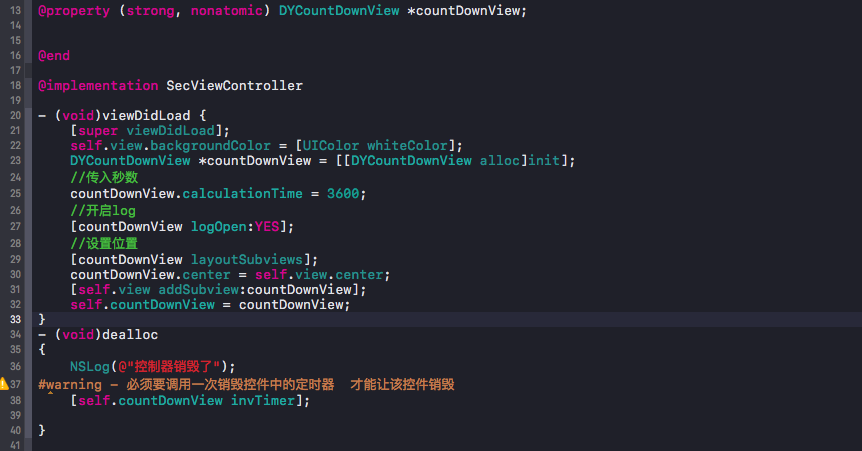 13 @property (strong, nonatomic) DYCountDownView *countDownView;
14
15
16 @end
17
18 @implementation SecViewController
19
20 - (void)viewDidLoad {
21     [super viewDidLoad];
22     self.view.backgroundColor = [UIColor whiteColor];
23     DYCountDownView *countDownView = [[DYCountDownView alloc]init];
24     //传入秒数
25     countDownView.calculationTime = 3600;
26     //开启log
27     [countDownView logOpen:YES];
28     //设置位置
29     [countDownView layoutSubviews];
30     countDownView.center = self.view.center;
31     [self.view addSubview:countDownView];
32     self.countDownView = countDownView;
33 }
34 - (void)dealloc
35 {
36     NSLog(@"控制器销毁了");
37 #warning - 必须要调用一次销毁控件中的定时器  才能让该控件销毁
38     [self.countDownView invTimer];
39
40 }
41